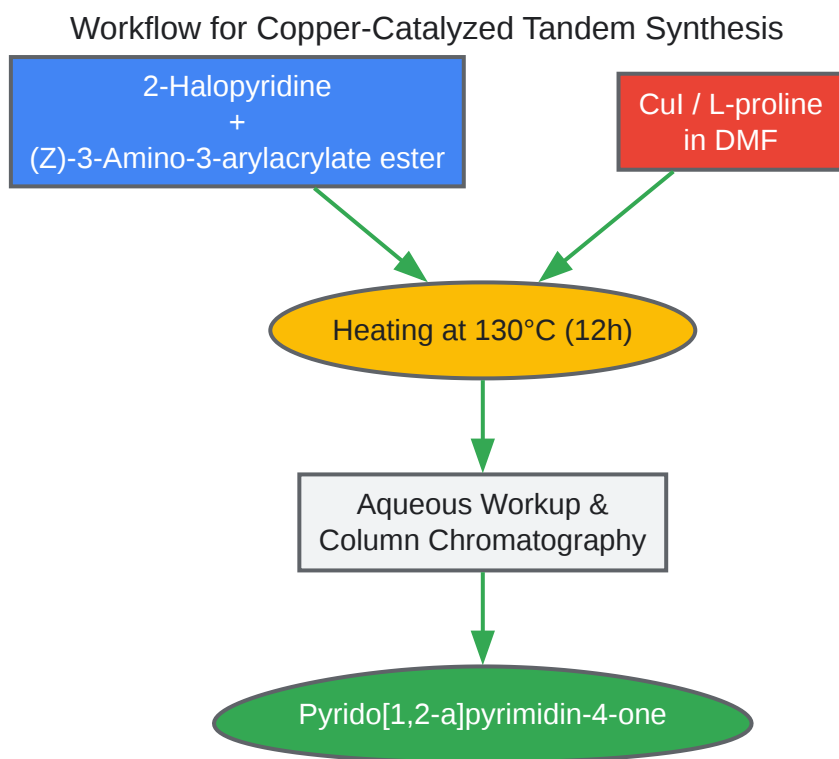 Workflow for Copper-Catalyzed Tandem Synthesis
2-Halopyridine
+
(Z)-3-Amino-3-arylacrylate ester
CuI / L-proline
in DMF
Heating at 130°C (12h)
Aqueous Workup &
Column Chromatography
Pyrido[1,2-a]pyrimidin-4-one